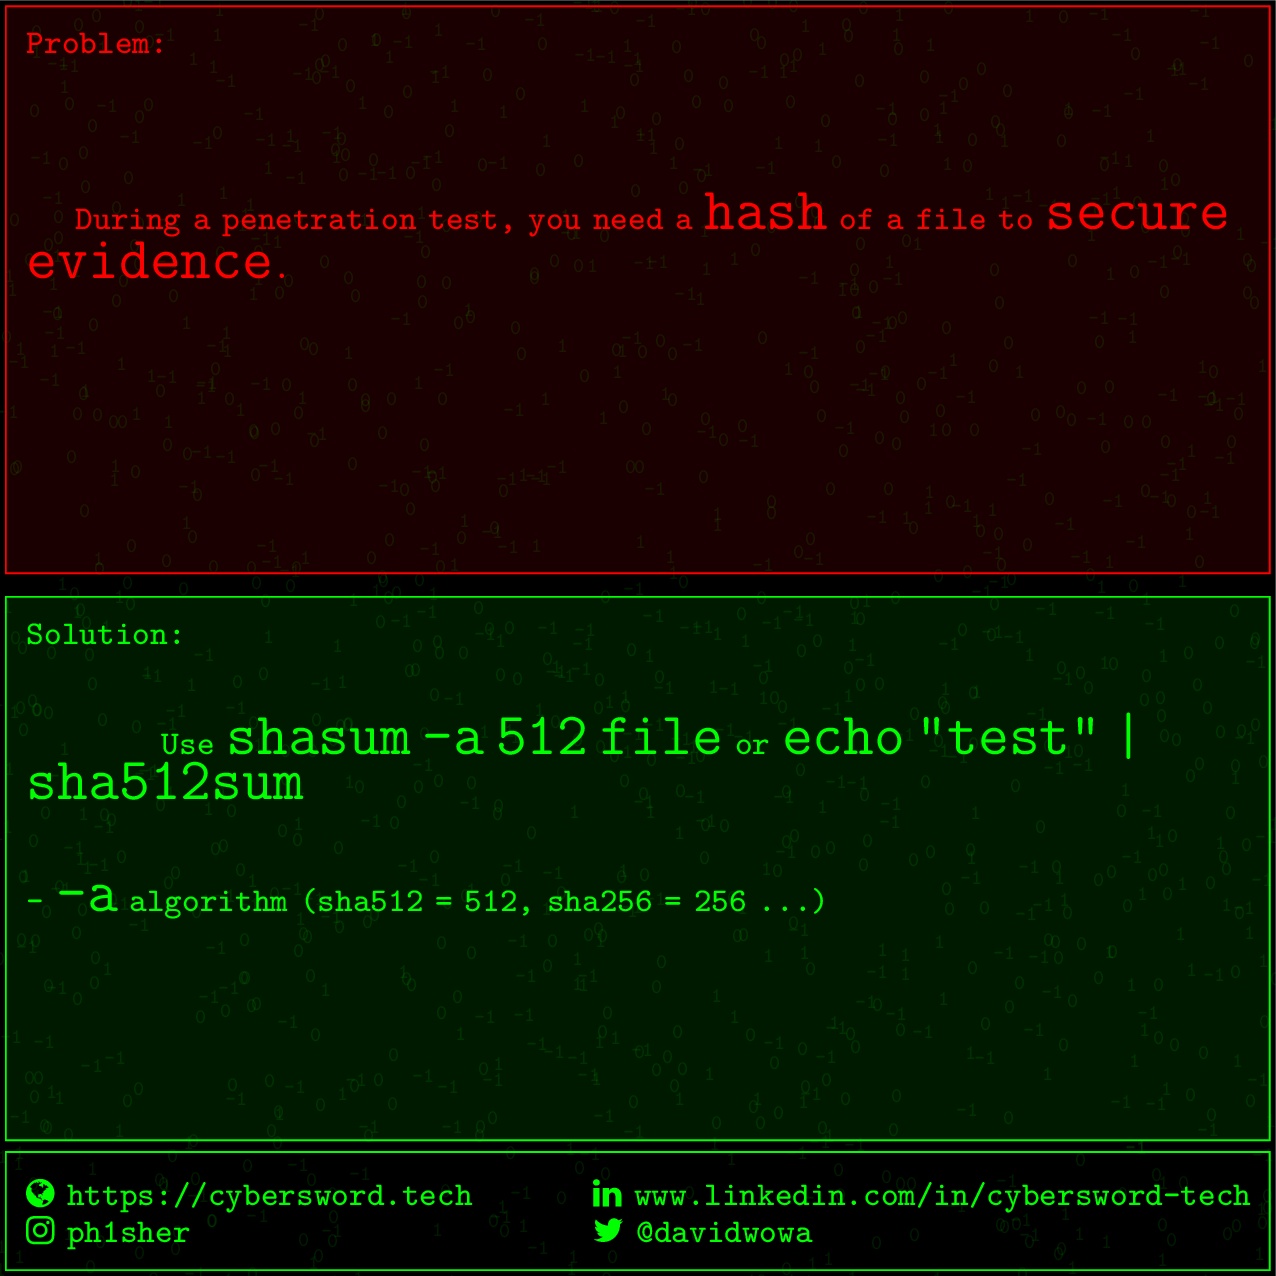 Problem:
During a penetration test, you need a hash of a file to secure
evidence.
Solution:
Use shasum -a 512 file or echo "test" |
sha512sum
- -a algorithm (sha512 = 512, sha256 = 256 ...)
https://cybersword.tech
www.linkedin.com/in/cybersword-tech
ph1sher
@davidwowa